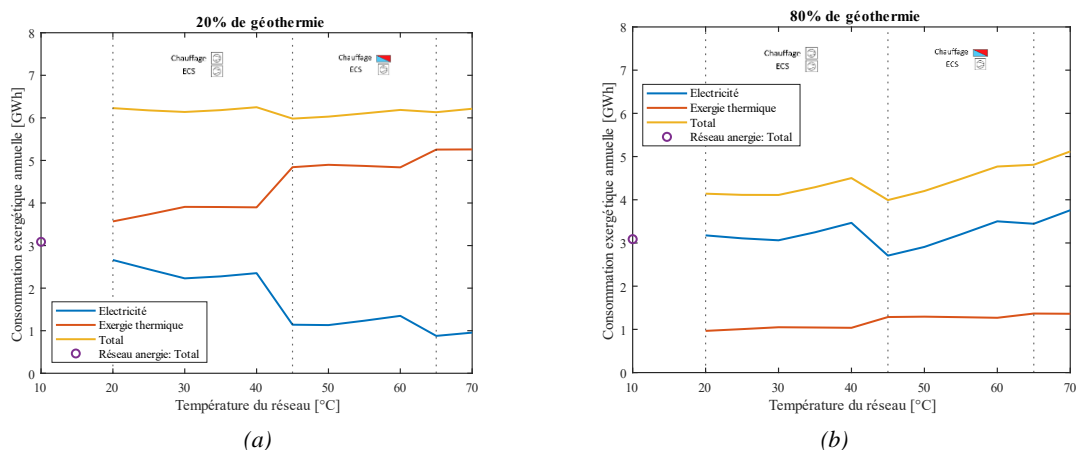 20% de géothermie
Consommation exergétique annuelle [GWh]
8
7
6
5
4
3
2
1
0
Chauffage
ECS
Chauffage
ECS
Electricité
Exergie thermique
Total
Réseau anergie: Total
10 20 30 40 50 60 70
Température du réseau [°C]
(a)
80% de géothermie
Consommation exergétique annuelle [GWh]
8
7
6
5
4
3
2
1
0
Chauffage
ECS
Chauffage
ECS
Electricité
Exergie thermique
Total
Réseau anergie: Total
10 20 30 40 50 60 70
Température du réseau [°C]
(b)